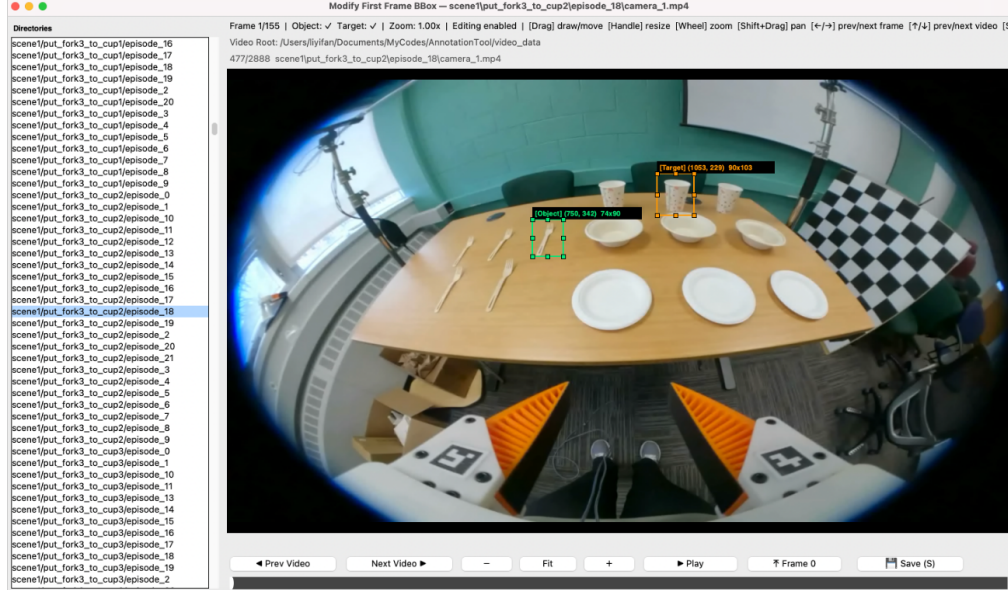 Modify First Frame BBox — scene1\put_fork3_to_cup2\episode_18\camera_1.mp4
Directories
scene1/put_fork3_to_cup1/episode_16
scene1/put_fork3_to_cup1/episode_17
scene1/put_fork3_to_cup1/episode_18
scene1/put_fork3_to_cup1/episode_19
scene1/put_fork3_to_cup1/episode_2
scene1/put_fork3_to_cup1/episode_20
scene1/put_fork3_to_cup1/episode_3
scene1/put_fork3_to_cup1/episode_4
scene1/put_fork3_to_cup1/episode_5
scene1/put_fork3_to_cup1/episode_6
scene1/put_fork3_to_cup1/episode_7
scene1/put_fork3_to_cup1/episode_8
scene1/put_fork3_to_cup1/episode_9
scene1/put_fork3_to_cup2/episode_0
scene1/put_fork3_to_cup2/episode_1
scene1/put_fork3_to_cup2/episode_10
scene1/put_fork3_to_cup2/episode_11
scene1/put_fork3_to_cup2/episode_12
scene1/put_fork3_to_cup2/episode_13
scene1/put_fork3_to_cup2/episode_14
scene1/put_fork3_to_cup2/episode_15
scene1/put_fork3_to_cup2/episode_16
scene1/put_fork3_to_cup2/episode_17
scene1/put_fork3_to_cup2/episode_18
scene1/put_fork3_to_cup2/episode_19
scene1/put_fork3_to_cup2/episode_2
scene1/put_fork3_to_cup2/episode_20
scene1/put_fork3_to_cup2/episode_21
scene1/put_fork3_to_cup2/episode_3
scene1/put_fork3_to_cup2/episode_4
scene1/put_fork3_to_cup2/episode_5
scene1/put_fork3_to_cup2/episode_6
scene1/put_fork3_to_cup2/episode_7
scene1/put_fork3_to_cup2/episode_8
scene1/put_fork3_to_cup2/episode_9
scene1/put_fork3_to_cup3/episode_0
scene1/put_fork3_to_cup3/episode_1
scene1/put_fork3_to_cup3/episode_10
scene1/put_fork3_to_cup3/episode_11
scene1/put_fork3_to_cup3/episode_13
scene1/put_fork3_to_cup3/episode_14
scene1/put_fork3_to_cup3/episode_15
scene1/put_fork3_to_cup3/episode_16
scene1/put_fork3_to_cup3/episode_17
scene1/put_fork3_to_cup3/episode_18
scene1/put_fork3_to_cup3/episode_19
scene1/put_fork3_to_cup3/episode_2
Frame 1/155 | Object: ✓ Target: ✓ | Zoom: 1.00x | Editing enabled | [Drag] draw/move [Handle] resize [Wheel] zoom [Shift+Drag] pan [←/→] prev/next frame [↑/↓] prev/next video
Video Root: /Users/liyifan/Documents/MyCodes/AnnotationTool/video_data
477/2888 scene1\put_fork3_to_cup2\episode_18\camera_1.mp4
[Target] (1053, 229) 90x103
[Object] (750, 342) 74x90
◀ Prev Video
Next Video ▶
−
Fit
+
▶ Play
⤒ Frame 0
💾 Save (S)